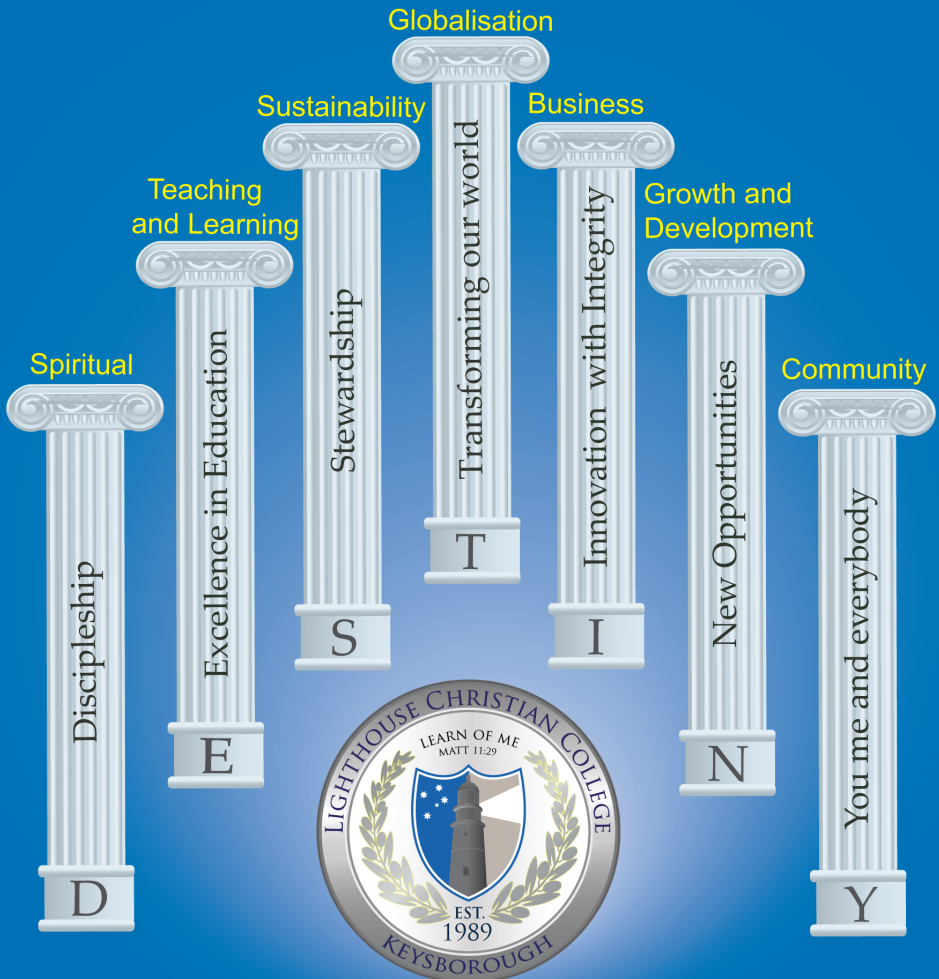 Spiritual
Discipleship
D
Teaching
and Learning
Excellence in Education
E
Sustainability
Stewardship
S
Globalisation
Transforming our world
T
Business
Innovation with Integrity
I
Growth and
Development
New Opportunities
N
Community
You me and everybody
Y
LIGHTHOUSE CHRISTIAN COLLEGE
LEARN OF ME
MATT 11:29
EST.
1989
KEYSBOROUGH